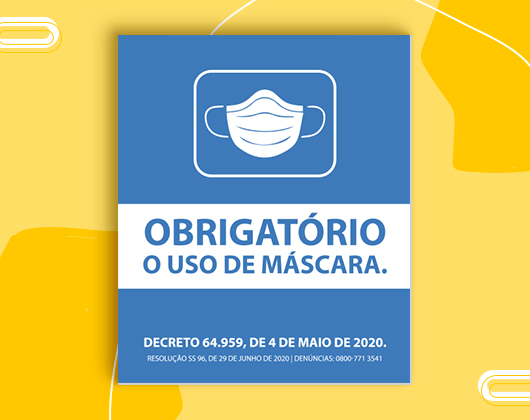 OBRIGATÓRIO
O USO DE MÁSCARA.
DECRETO 64.959, DE 4 DE MAIO DE 2020.
RESOLUÇÃO SS 96, DE 29 DE JUNHO DE 2020 | DENÚNCIAS: 0800-771 3541